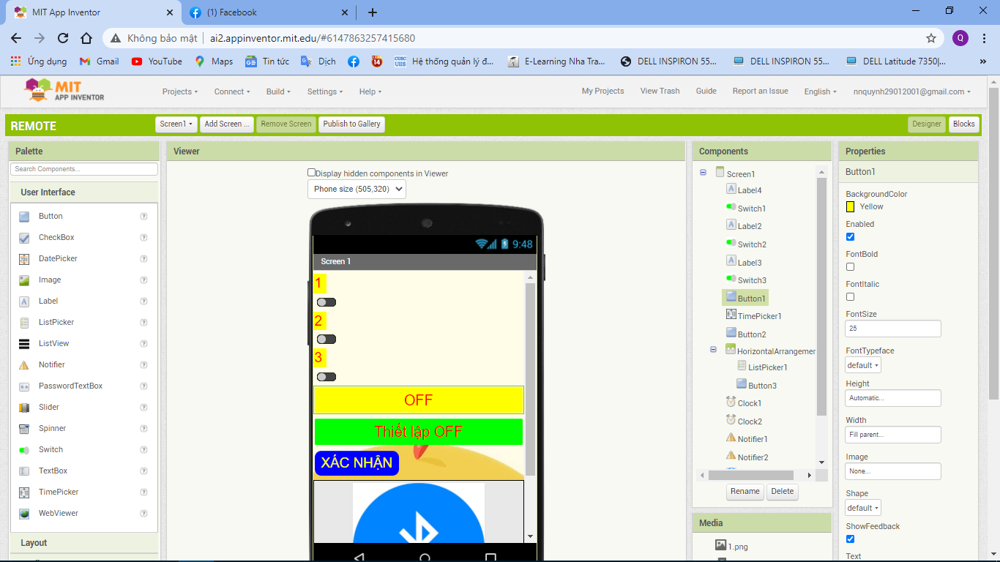 MIT App Inventor
(1) Facebook
Không bảo mật
ai2.appinventor.mit.edu/#6147863257415680
Q
Ứng dụng
Gmail
YouTube
Maps
Tin tức
Dịch
14
CUSC
UIIS
Hệ thống quản lý đ...
E-Learning Nha Tra...
DELL INSPIRON 55...
DELL INSPIRON 55...
DELL Latitude 7350|...
»
MIT
APP INVENTOR
Projects
Connect
Build
Settings
Help
My Projects
View Trash
Guide
Report an Issue
English
nnquynh29012001@gmail.com
REMOTE
Screen1
Add Screen ...
Remove Screen
Publish to Gallery
Designer
Blocks
Palette
Search Components...
User Interface
Button
CheckBox
DatePicker
Image
Label
ListPicker
ListView
Notifier
PasswordTextBox
Slider
Spinner
Switch
TextBox
TimePicker
WebViewer
Layout
Viewer
Display hidden components in Viewer
Phone size (505,320)
9:48
Screen 1
1
2
3
OFF
Thiết lập OFF
XÁC NHẬN
Components
Screen1
Label4
Switch1
Label2
Switch2
Label3
Switch3
Button1
TimePicker1
Button2
HorizontalArrangemer
ListPicker1
Button3
Clock1
Clock2
Notifier1
Notifier2
Rename
Delete
Media
1.png
Properties
Button1
BackgroundColor
Yellow
Enabled
FontBold
FontItalic
FontSize
25
FontTypeface
default
Height
Automatic...
Width
Fill parent...
Image
None...
Shape
default
ShowFeedback
Text